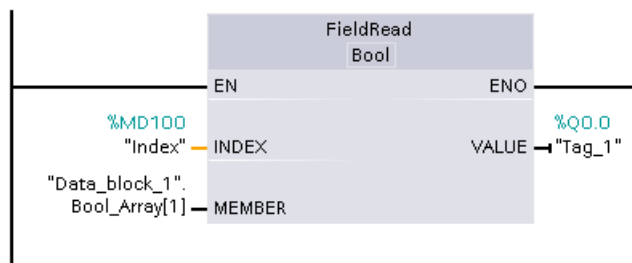 FieldRead
Bool
EN
ENO
%MD100
"Index"
INDEX
%Q0.0
VALUE
"Tag_1"
"Data_block_1".
Bool_Array[1]
MEMBER